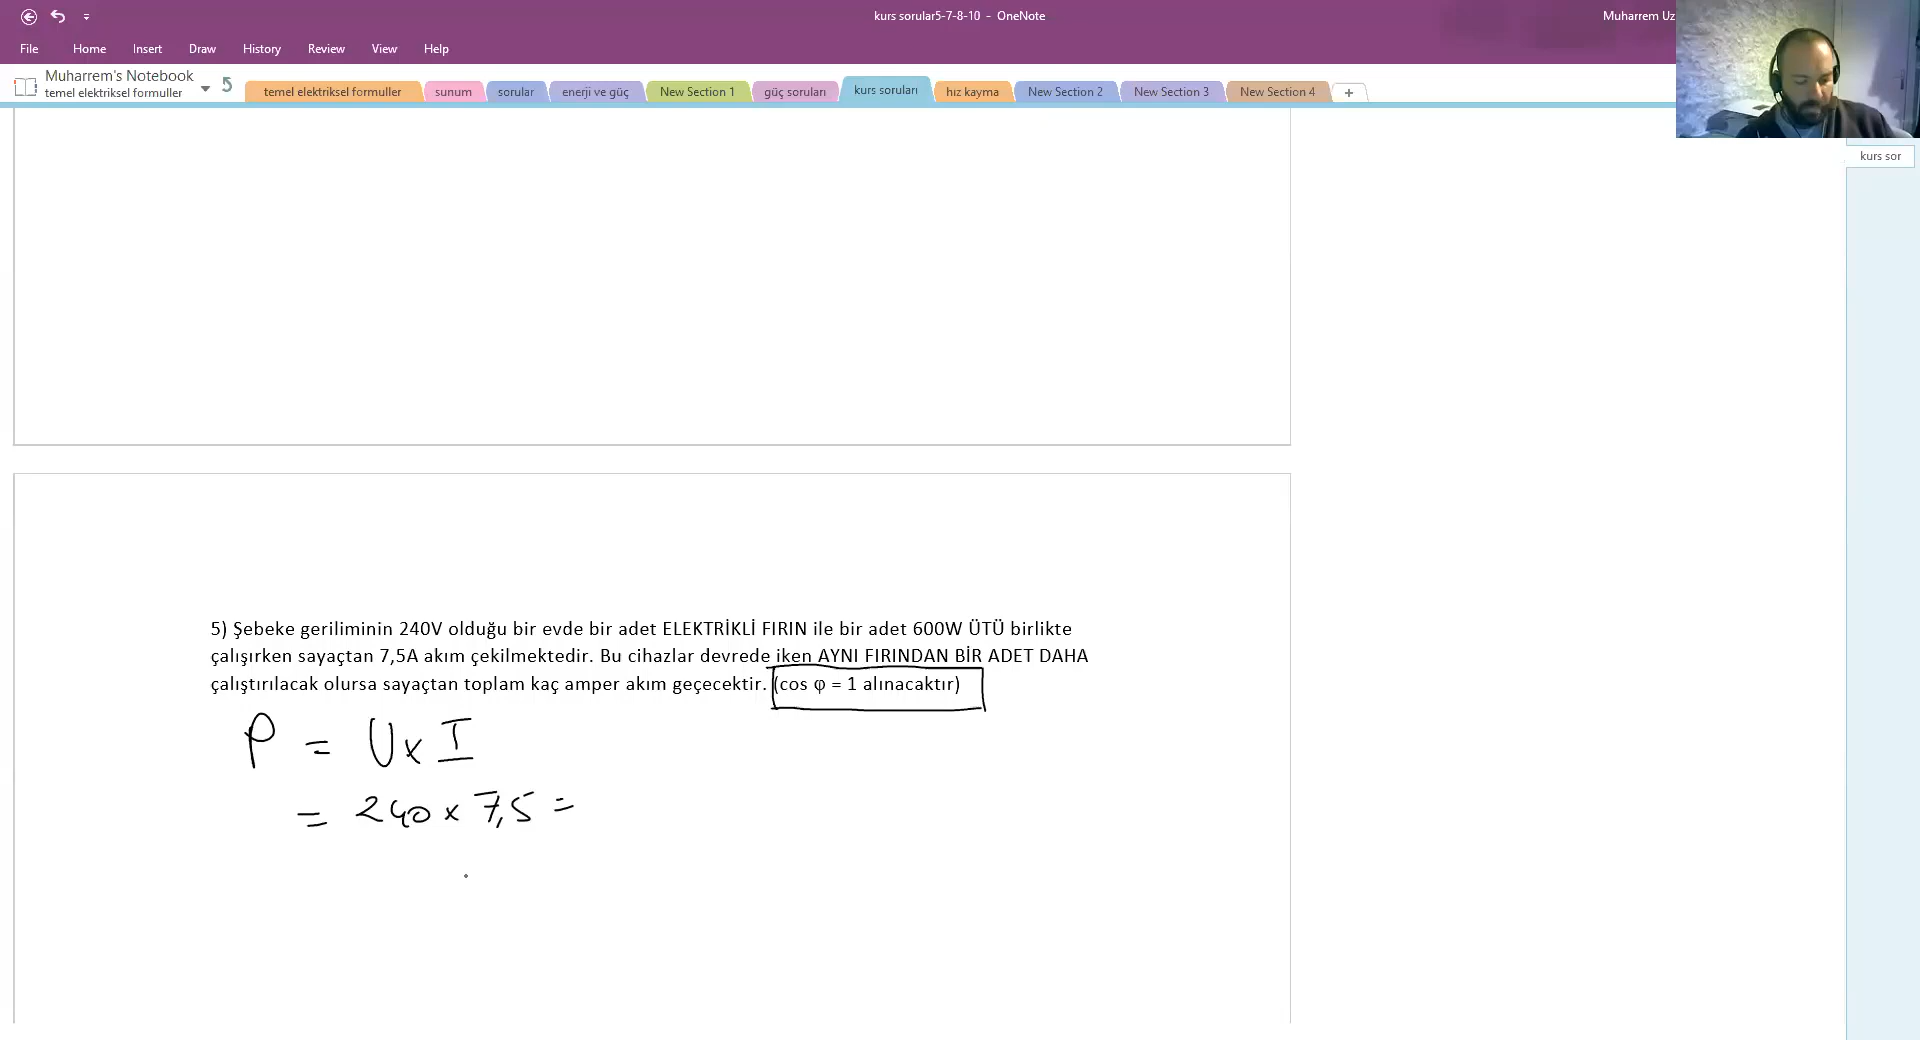 kurs sorular5-7-8-10 - OneNote
Muharrem Uz
File Home Insert Draw History Review View Help
Muharrem's Notebook
temel elektriksel formuller
temel elektriksel formuller sunum sorular enerji ve güç New Section 1 güç soruları kurs soruları hız kayma New Section 2 New Section 3 New Section 4 +
kurs sor
5) Şebeke geriliminin 240V olduğu bir evde bir adet ELEKTRİKLİ FIRIN ile bir adet 600W ÜTÜ birlikte
çalışırken sayaçtan 7,5A akım çekilmektedir. Bu cihazlar devrede iken AYNI FIRINDAN BİR ADET DAHA
çalıştırılacak olursa sayaçtan toplam kaç amper akım geçecektir. (cos φ = 1 alınacaktır)
P = U x I
= 240 x 7,5 =